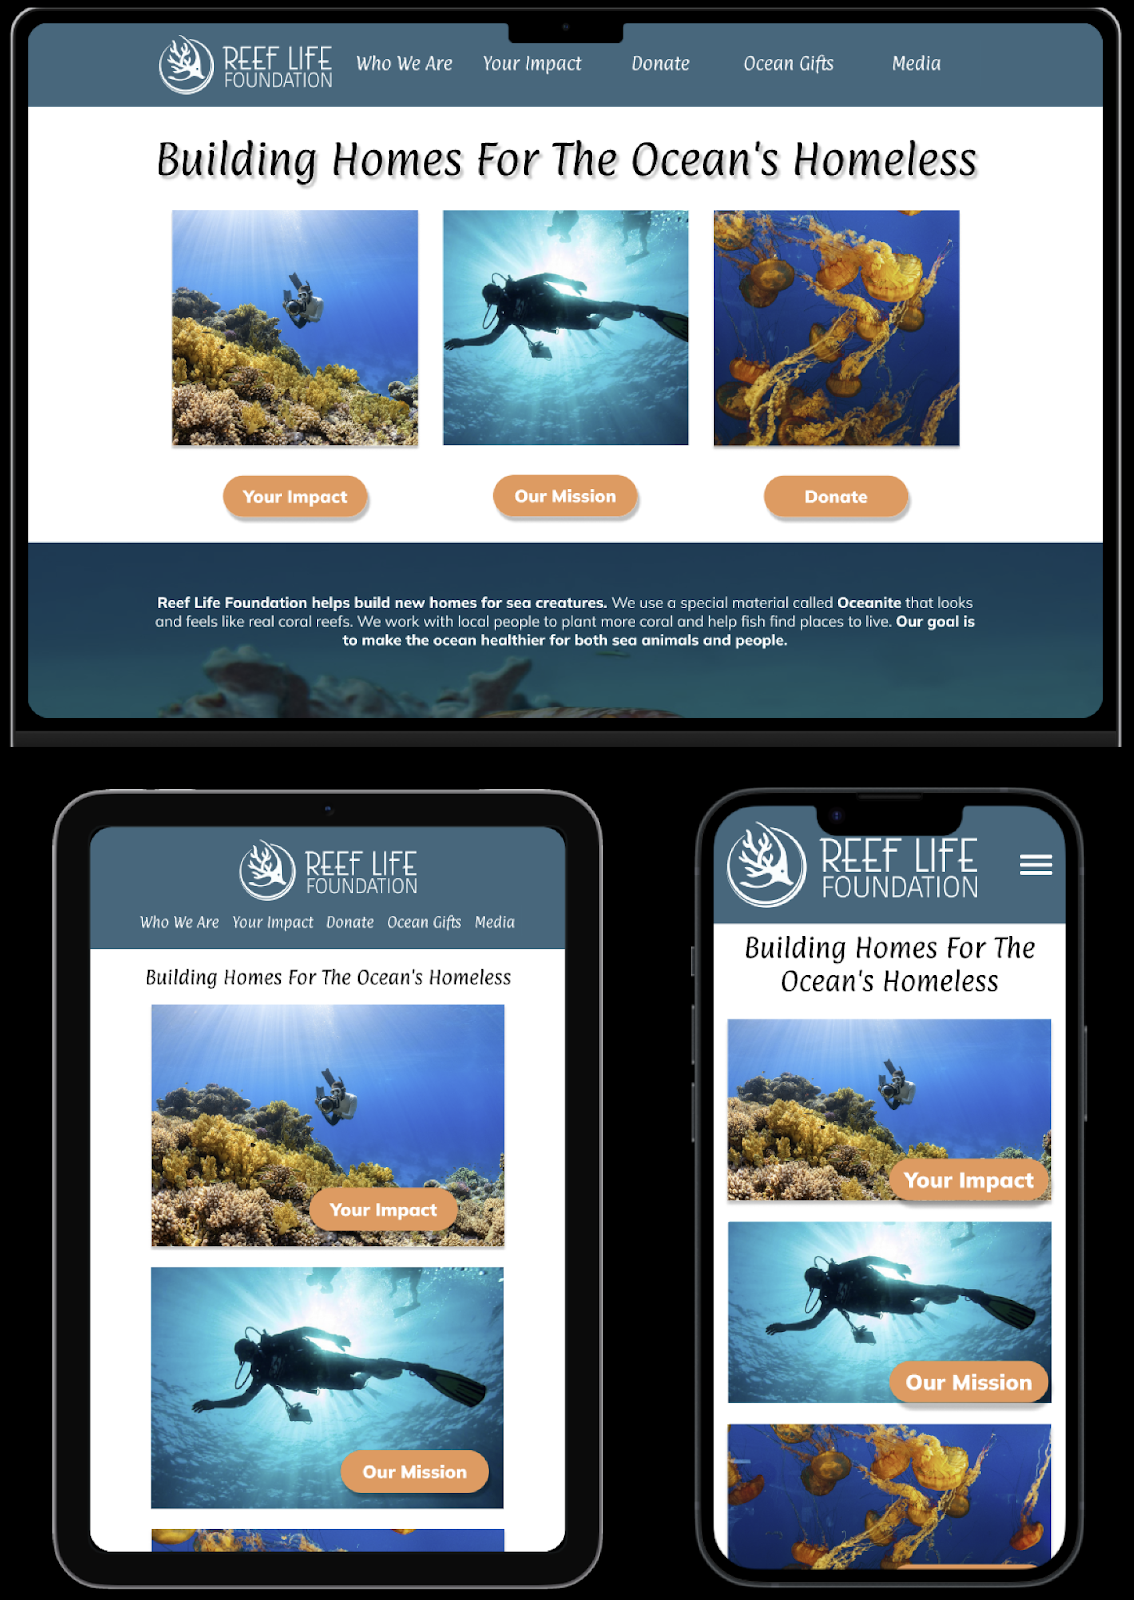 REEF LIFE
FOUNDATION
Who We Are Your Impact Donate Ocean Gifts Media
Building Homes For The Ocean's Homeless
Your Impact Our Mission Donate
Reef Life Foundation helps build new homes for sea creatures. We use a special material called Oceanite that looks
and feels like real coral reefs. We work with local people to plant more coral and help fish find places to live. Our goal is
to make the ocean healthier for both sea animals and people.
REEF LIFE
FOUNDATION
Who We Are Your Impact Donate Ocean Gifts Media
Building Homes For The Ocean's Homeless
Your Impact
Our Mission
REEF LIFE
FOUNDATION
Building Homes For The
Ocean's Homeless
Your Impact
Our Mission